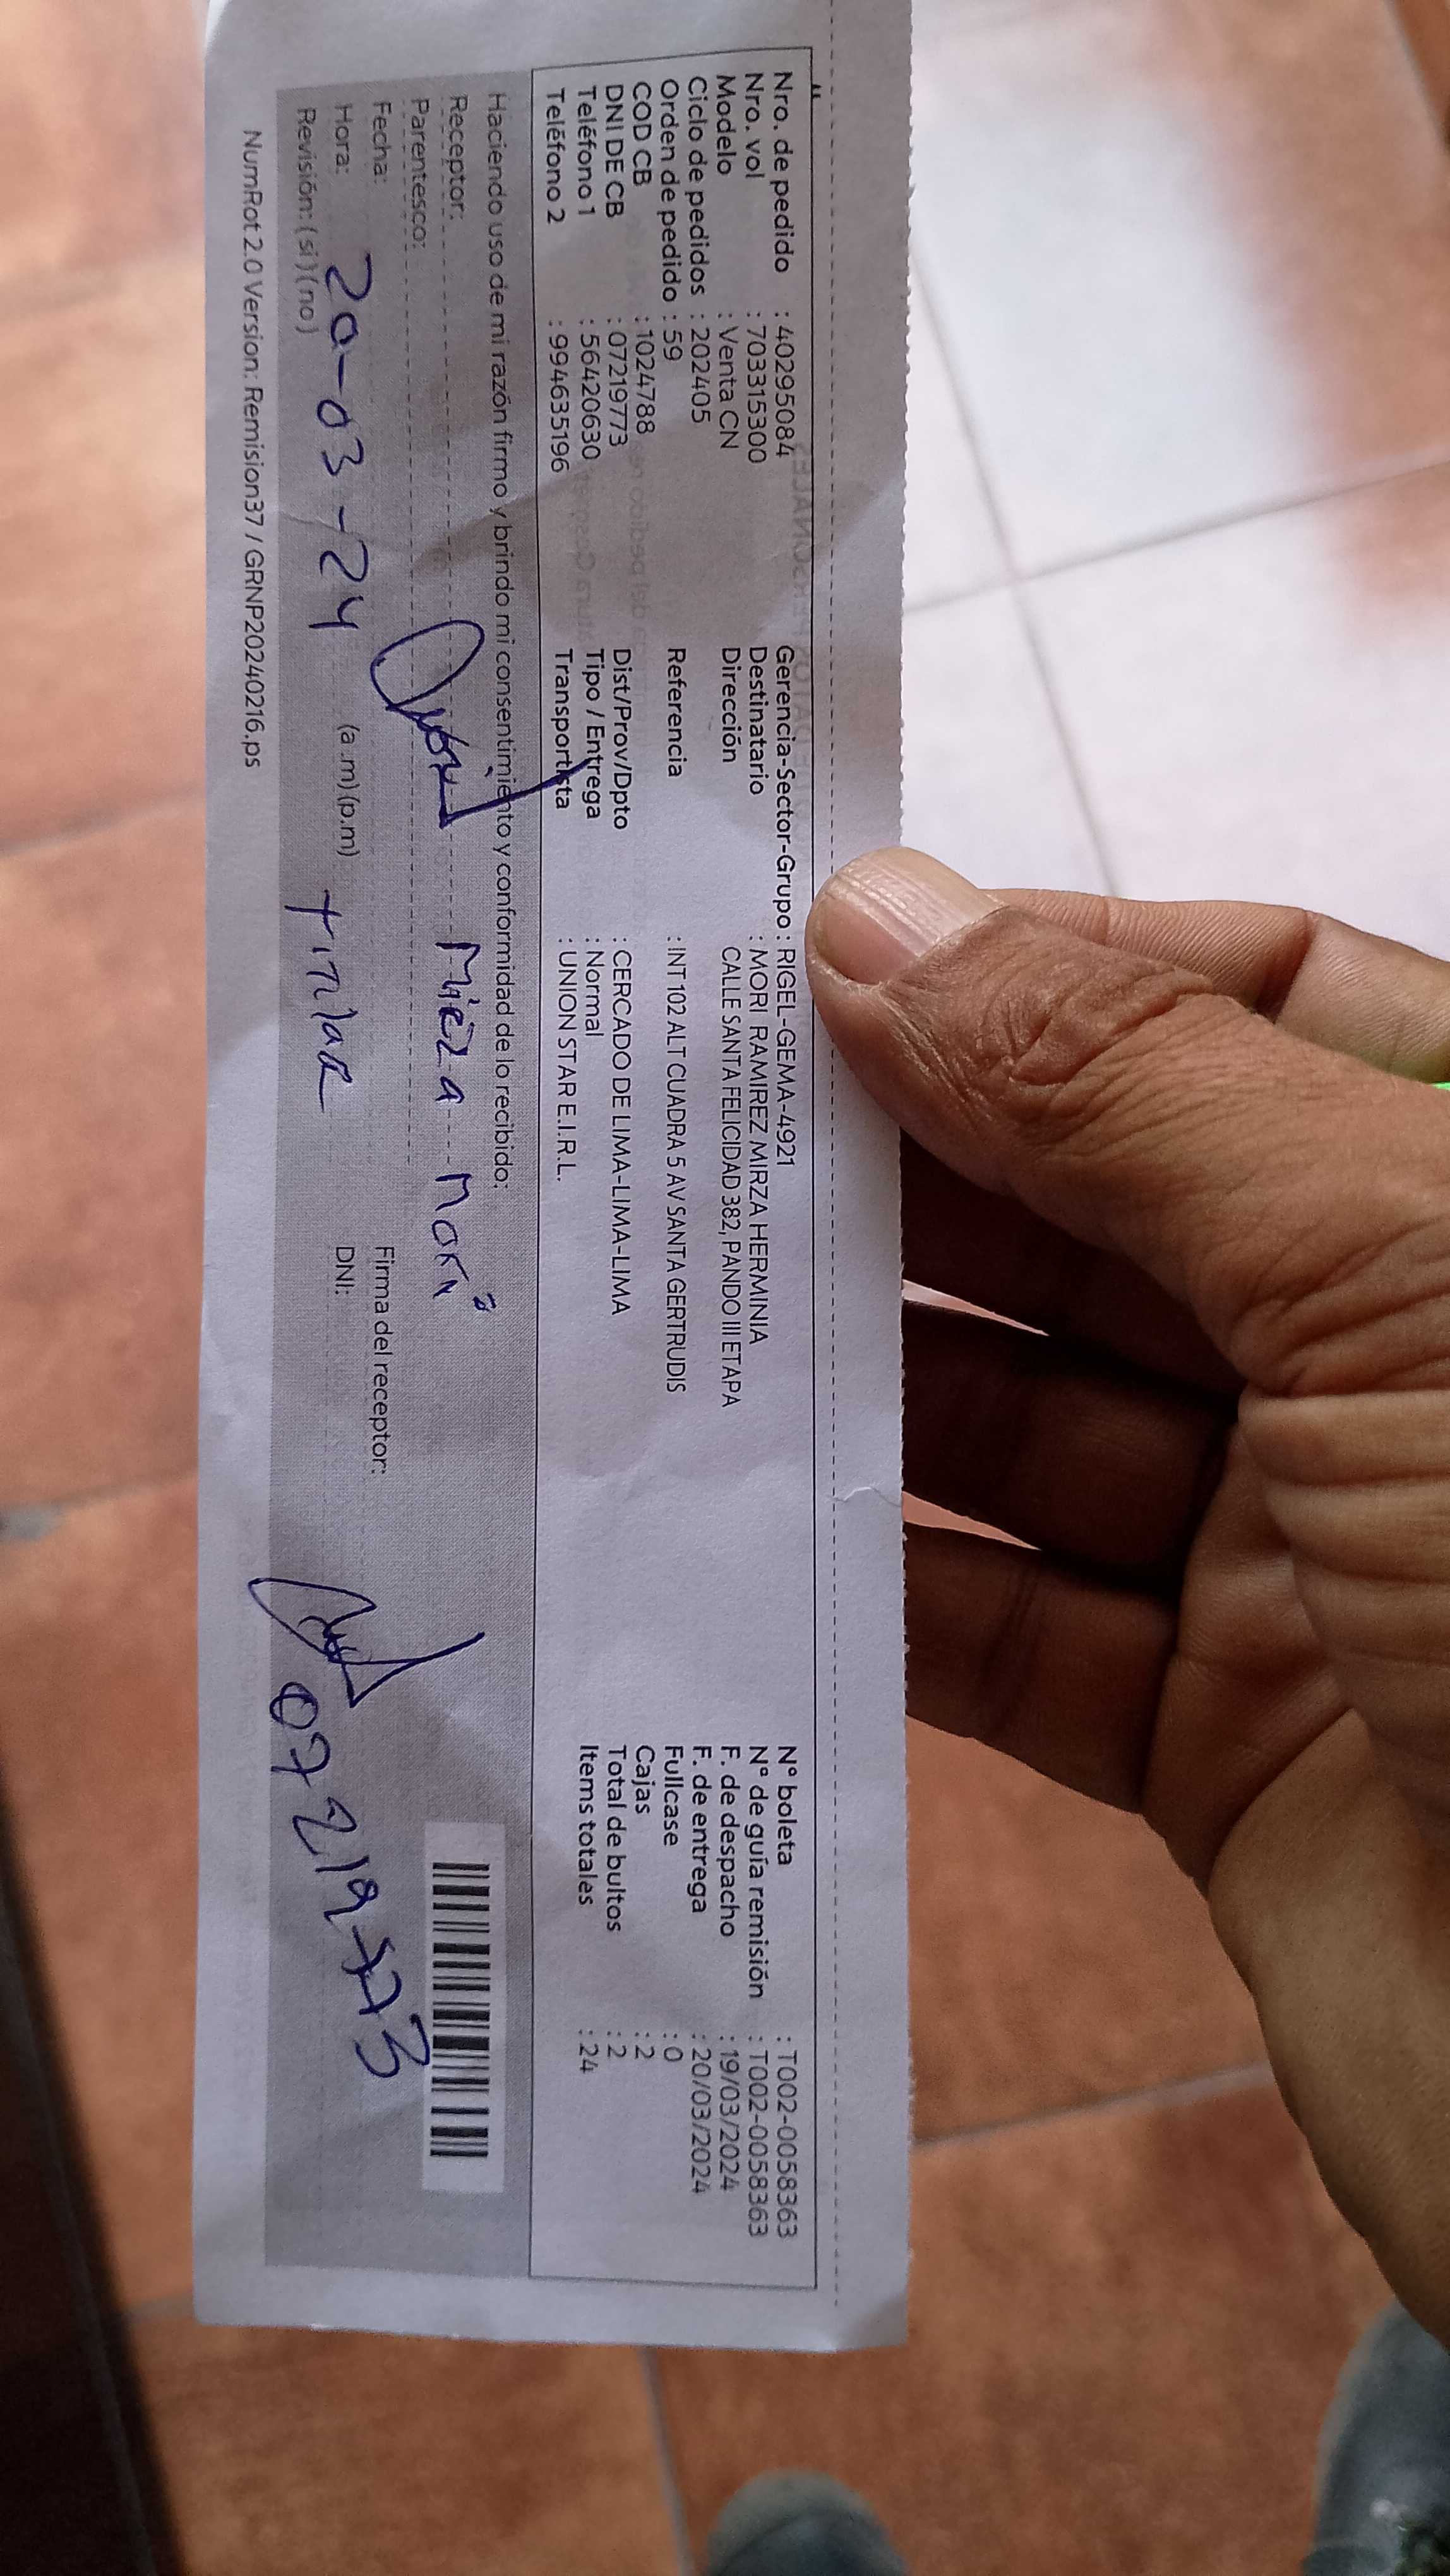 Nro. de pedido : 40295084
Nro. vol : 703315300
Modelo : Venta CN
Ciclo de pedidos : 202405
Orden de pedido : 59
COD CB : 1024788
DNI DE CB : 07219773
Teléfono 1 : 56420630
Teléfono 2 : 994635196
Gerencia-Sector-Grupo : RIGEL-GEMA-4921
Destinatario : MORI RAMIREZ MIRZA HERMINIA
Dirección CALLE SANTA FELICIDAD 382, PANDO III ETAPA
Referencia : INT 102 ALT CUADRA 5 AV SANTA GERTRUDIS
Dist/Prov/Dpto : CERCADO DE LIMA-LIMA-LIMA
Tipo / Entrega : Normal
Transportista : UNION STAR E.I.R.L.
N° boleta : T002-0058363
N° de guía remisión : T002-0058363
F. de despacho : 19/03/2024
F. de entrega : 20/03/2024
Fullcase : 0
Cajas : 2
Total de bultos : 2
Items totales : 24
Haciendo uso de mi razón firmo y brindo mi consentimiento y conformidad de lo recibido:
Receptor: Mirza Mori
Parentesco:
Fecha: 20-03-24
Hora: (a.m)(p.m)
Revisión: (si)(no) titular
Firma del receptor:
DNI: 07219773
NumRot 2.0 Version: Remision37 / GRNP20240216.ps